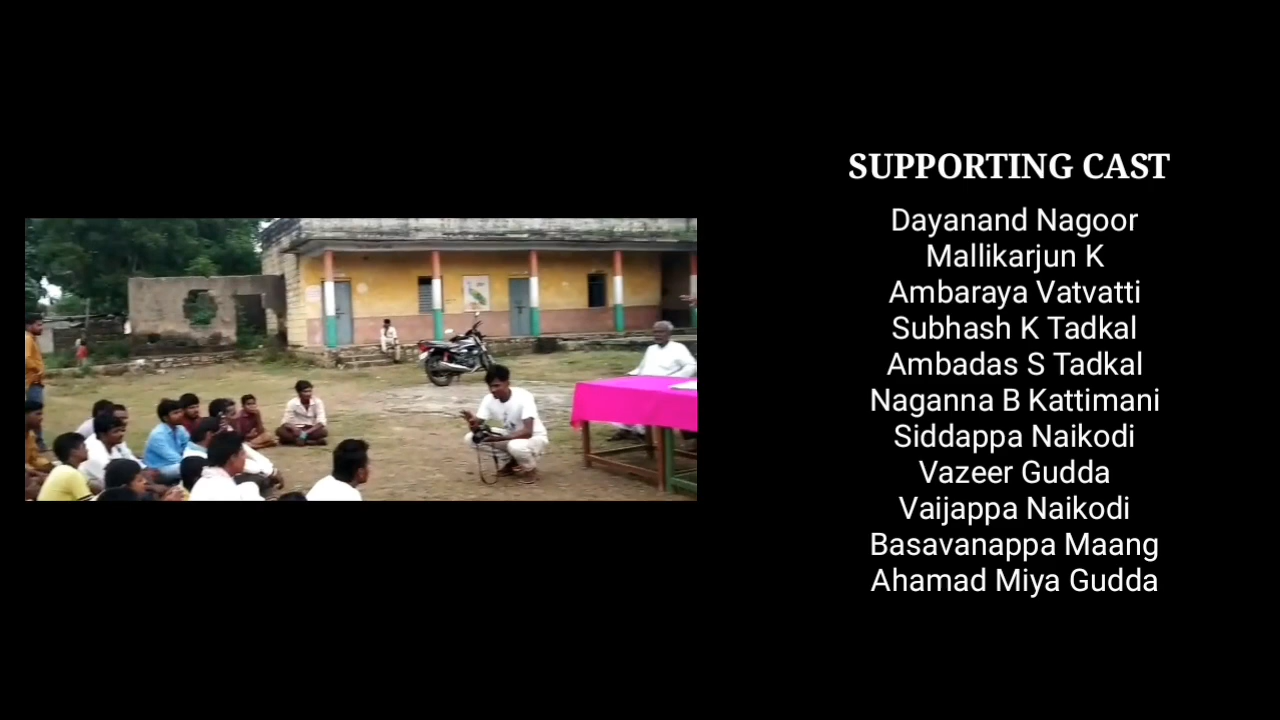 SUPPORTING CAST
Dayanand Nagoor
Mallikarjun K
Ambaraya Vatvatti
Subhash K Tadkal
Ambadas S Tadkal
Naganna B Kattimani
Siddappa Naikodi
Vazeer Gudda
Vaijappa Naikodi
Basavanappa Maang
Ahamad Miya Gudda